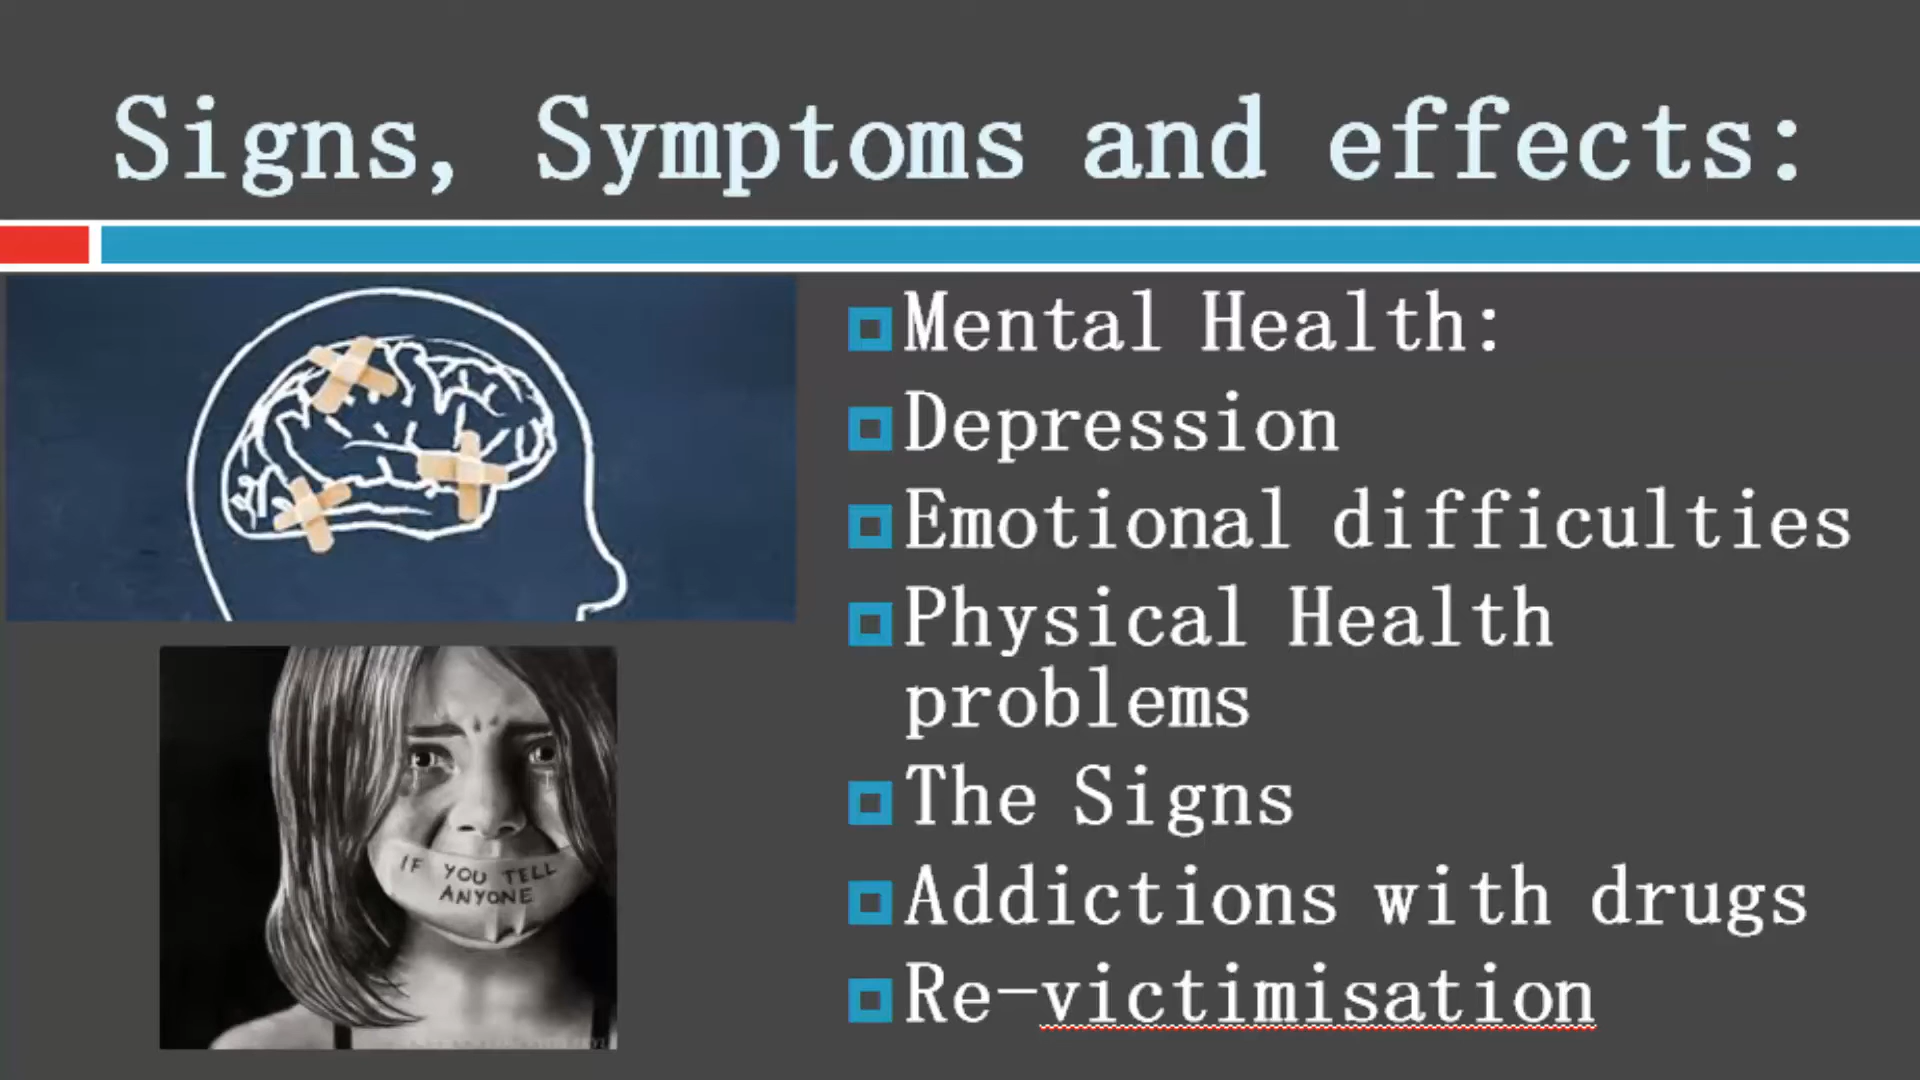 Signs, Symptoms and effects:
Mental Health:
Depression
Emotional difficulties
Physical Health
problems
The Signs
Addictions with drugs
Re-victimisation
IF YOU TELL
ANYONE